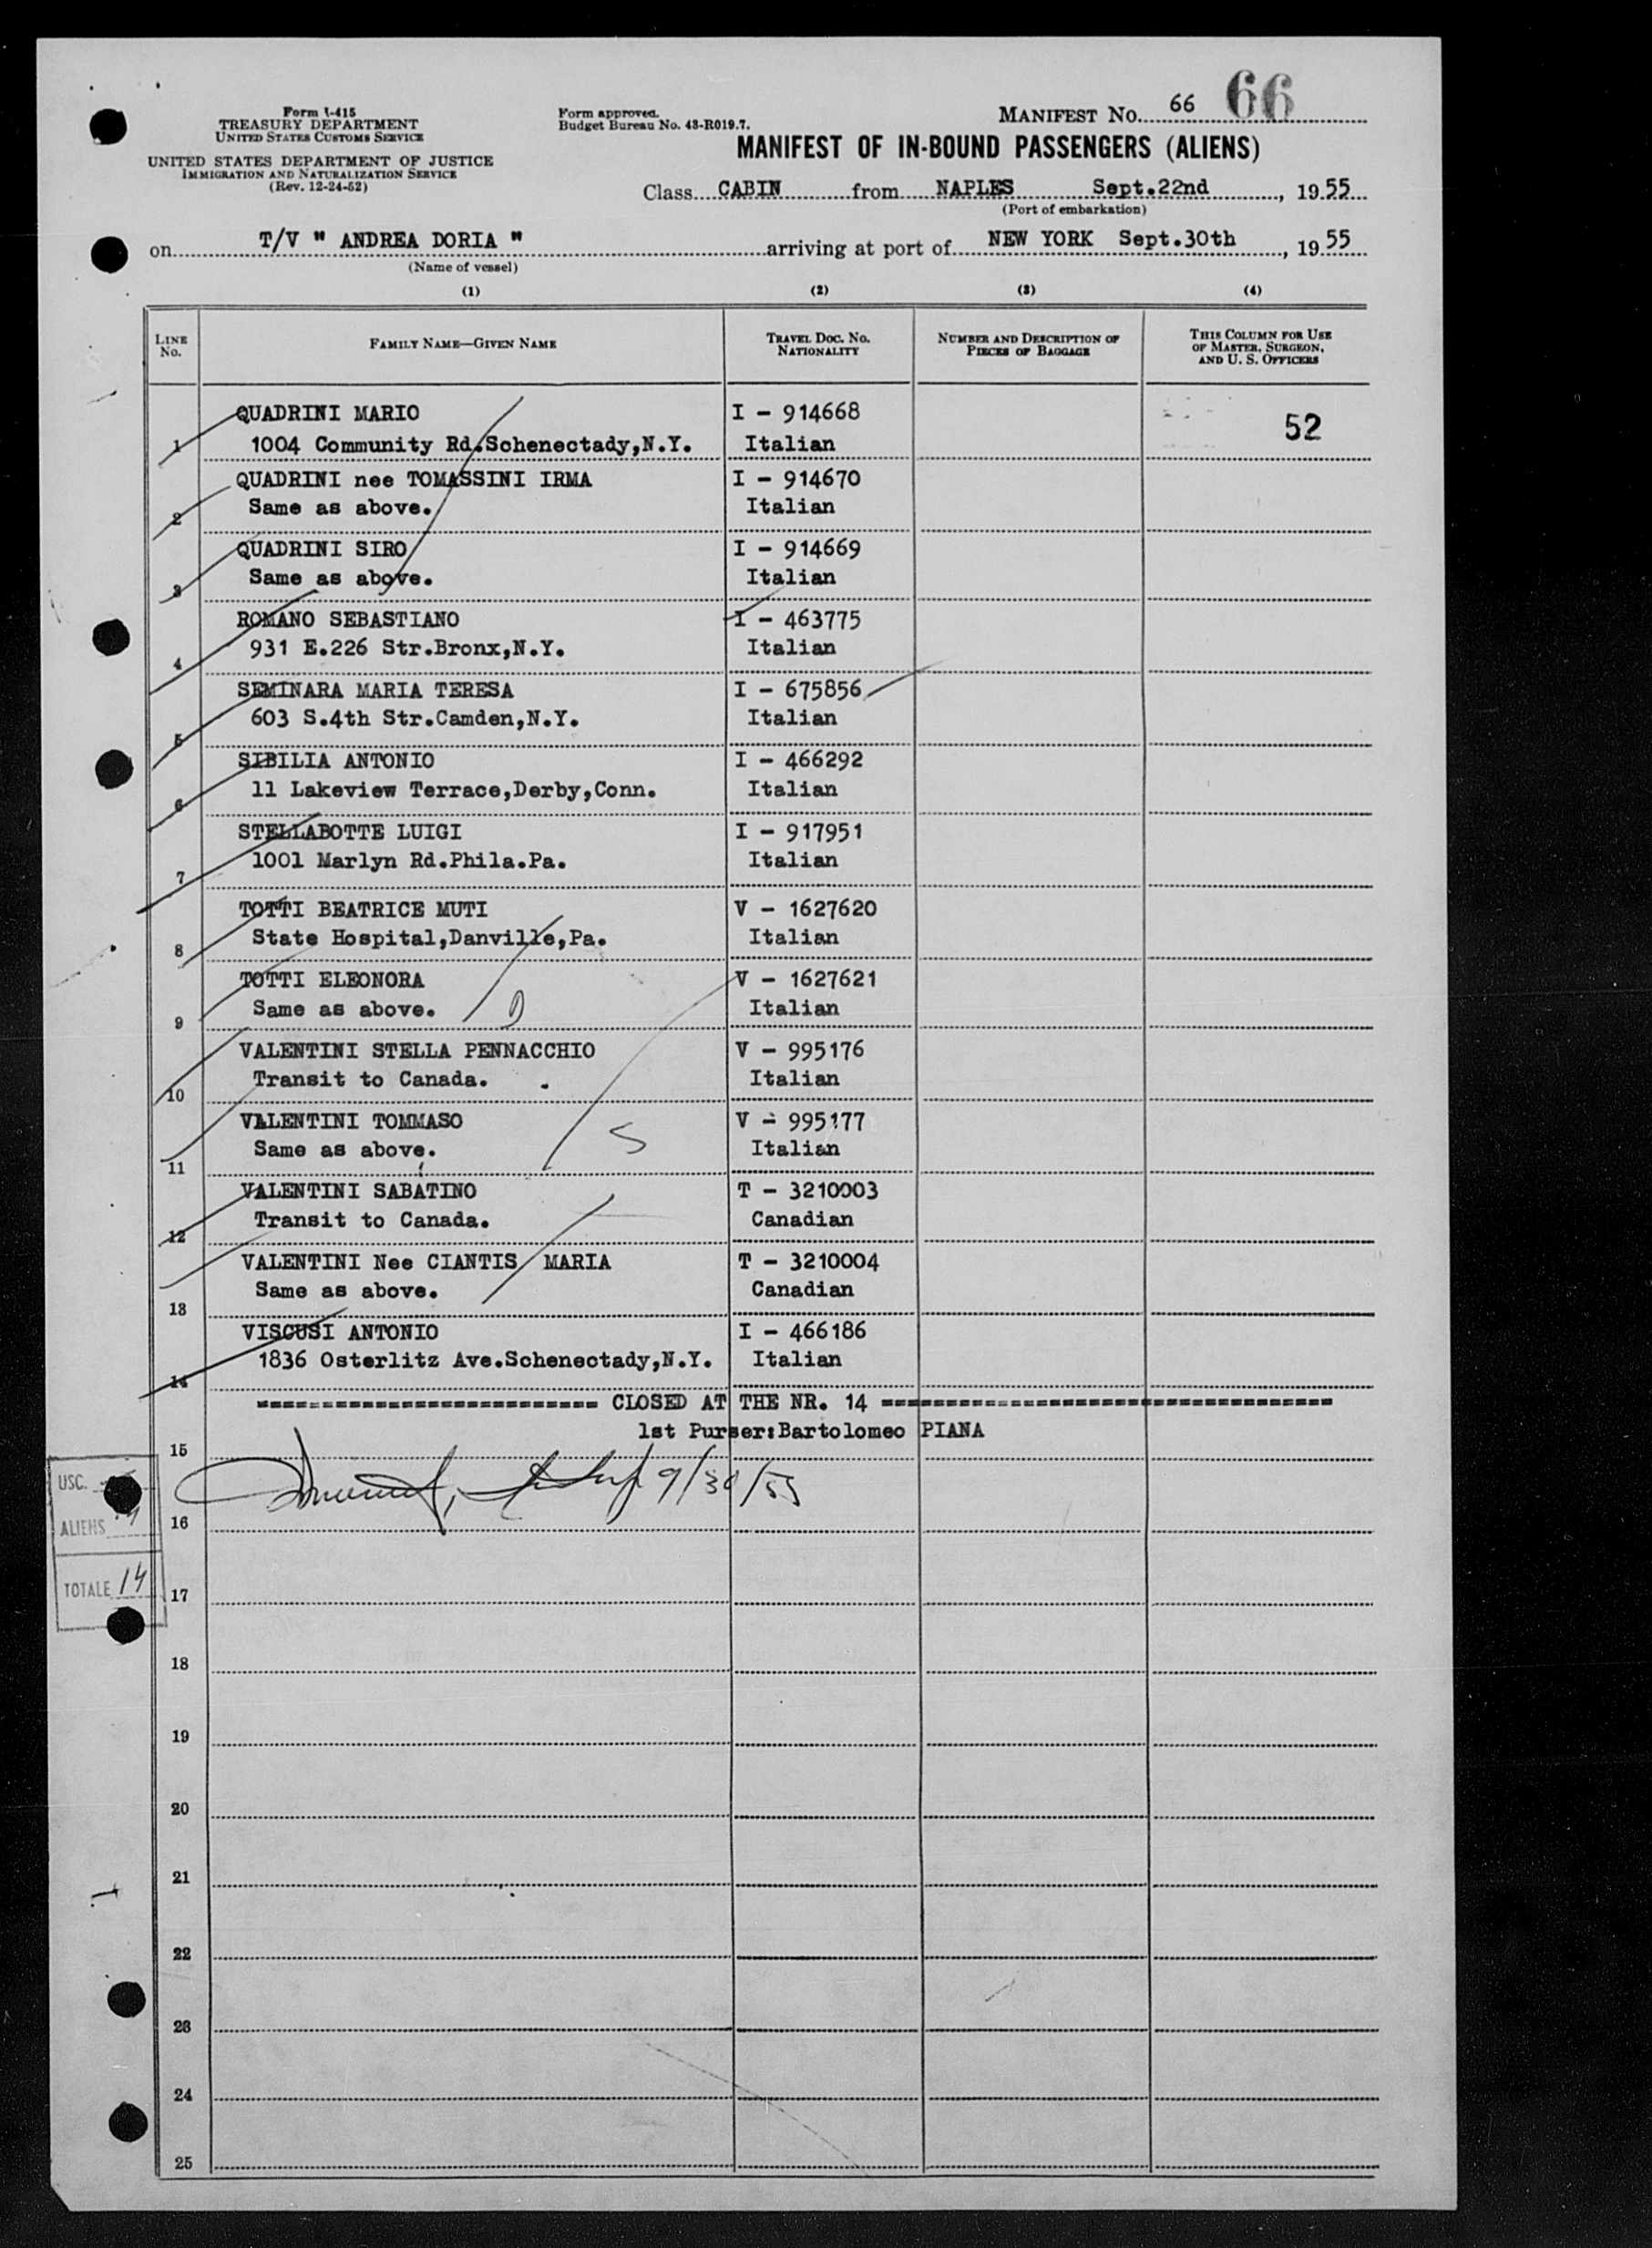 Form I-415
TREASURY DEPARTMENT
UNITED STATES CUSTOMS SERVICE
UNITED STATES DEPARTMENT OF JUSTICE
IMMIGRATION AND NATURALIZATION SERVICE
(Rev. 12-24-52)
Form approved.
Budget Bureau No. 43-R019.7.
MANIFEST NO. 66 66
MANIFEST OF IN-BOUND PASSENGERS (ALIENS)
Class CABIN from NAPLES Sept.22nd, 1955
(Port of embarkation)
on T/V " ANDREA DORIA " arriving at port of NEW YORK Sept.30th, 1955
(Name of vessel)
(1) (2) (3) (4)
LINE No. FAMILY NAME—GIVEN NAME TRAVEL DOC. NO. NATIONALITY NUMBER AND DESCRIPTION OF PIECES OF BAGGAGE THIS COLUMN FOR USE OF MASTER, SURGEON, AND U. S. OFFICERS
QUADRINI MARIO I - 914668 52
1 1004 Community Rd.Schenectady,N.Y. Italian
QUADRINI nee TOMASSINI IRMA I - 914670
2 Same as above. Italian
QUADRINI SIRO I - 914669
3 Same as above. Italian
ROMANO SEBASTIANO I - 463775
4 931 E.226 Str.Bronx,N.Y. Italian
SEMINARA MARIA TERESA I - 675856
5 603 S.4th Str.Camden,N.Y. Italian
SIBILIA ANTONIO I - 466292
6 11 Lakeview Terrace,Derby,Conn. Italian
STELLABOTTE LUIGI I - 917951
7 1001 Marlyn Rd.Phila.Pa. Italian
TOTTI BEATRICE MUTI V - 1627620
8 State Hospital,Danville,Pa. Italian
TOTTI ELEONORA V - 1627621
9 Same as above. Italian
VALENTINI STELLA PENNACCHIO V - 995176
10 Transit to Canada. Italian
VALENTINI TOMMASO V - 995177
11 Same as above. S Italian
VALENTINI SABATINO T - 3210003
12 Transit to Canada. Canadian
VALENTINI Nee CIANTIS MARIA T - 3210004
13 Same as above. Canadian
VISCUSI ANTONIO I - 466186
14 1836 Osterlitz Ave.Schenectady,N.Y. Italian
========================== CLOSED AT THE NR. 14 ===================================
1st Purser:Bartolomeo PIANA
15
9/30/55
USC.
ALIENS 14
16
TOTALE 14
17
18
19
20
21
22
23
24
25